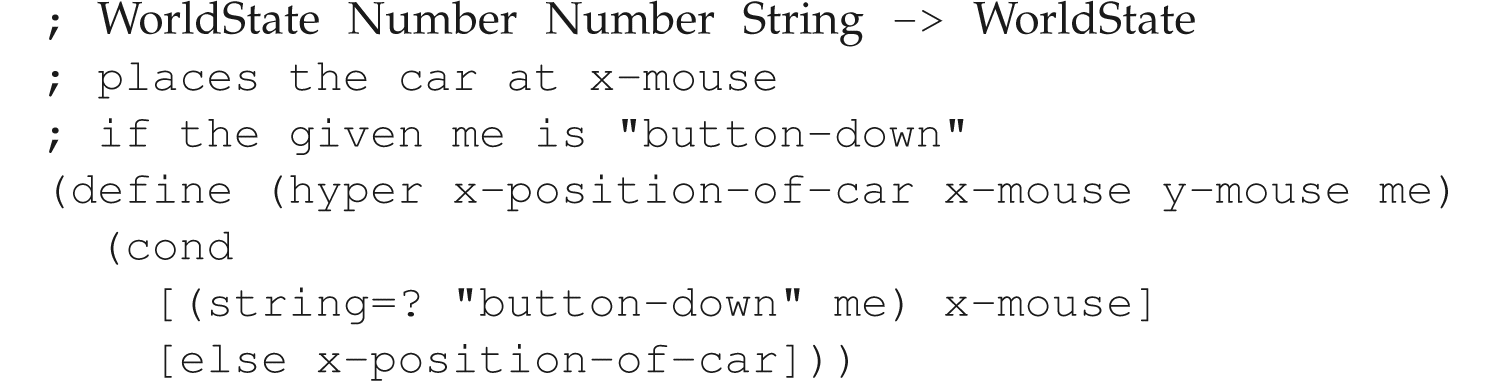 ; WorldState Number Number String -> WorldState
; places the car at x-mouse
; if the given me is "button-down"
(define (hyper x-position-of-car x-mouse y-mouse me)
  (cond
    [(string=? "button-down" me) x-mouse]
    [else x-position-of-car]))